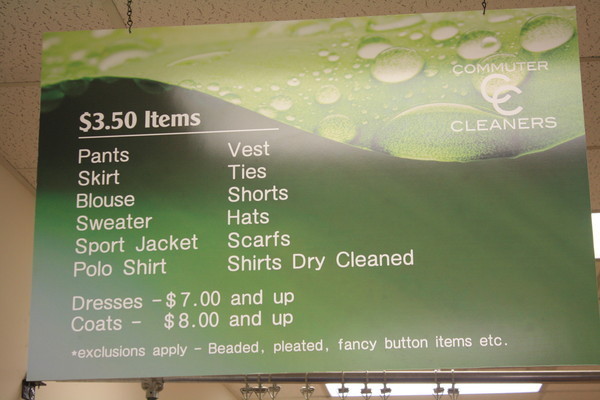 COMMUTER
CC
CLEANERS
$3.50 Items
Pants
Skirt
Blouse
Sweater
Sport Jacket
Polo Shirt
Vest
Ties
Shorts
Hats
Scarfs
Shirts Dry Cleaned
Dresses - $7.00 and up
Coats - $8.00 and up
*exclusions apply - Beaded, pleated, fancy button items etc.